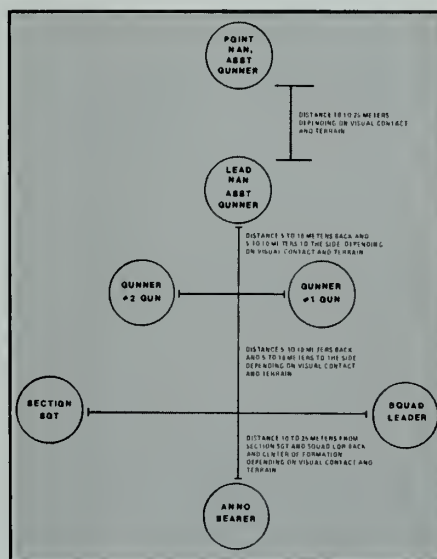 POINT
MAN,
ASST
GUNNER
DISTANCE 10 TO 25 METERS
DEPENDING ON VISUAL CONTACT
AND TERRAIN
LEAD
MAN
ASST
GUNNER
DISTANCE 5 TO 10 METERS BACK AND
5 TO 10 METERS TO THE SIDE DEPENDING
ON VISUAL CONTACT AND TERRAIN
GUNNER
#2 GUN
GUNNER
#1 GUN
DISTANCE 5 TO 10 METERS BACK
AND 5 TO 10 METERS TO THE SIDE
DEPENDING ON VISUAL CONTACT
AND TERRAIN
SECTION
SGT
SQUAD
LEADER
DISTANCE 10 TO 25 METERS FROM
SECTION SGT AND SQUAD LDR BACK
AND CENTER OF FORMATION
DEPENDING ON VISUAL CONTACT AND
TERRAIN
AMMO
BEARER